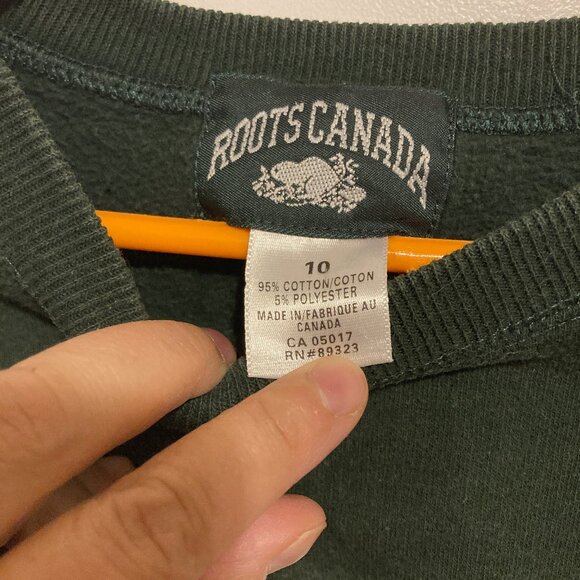 ROOTS CANADA
10
95% COTTON/COTON
5% POLYESTER
MADE IN/FABRIQUE AU
CANADA
CA 05017
RN#89323